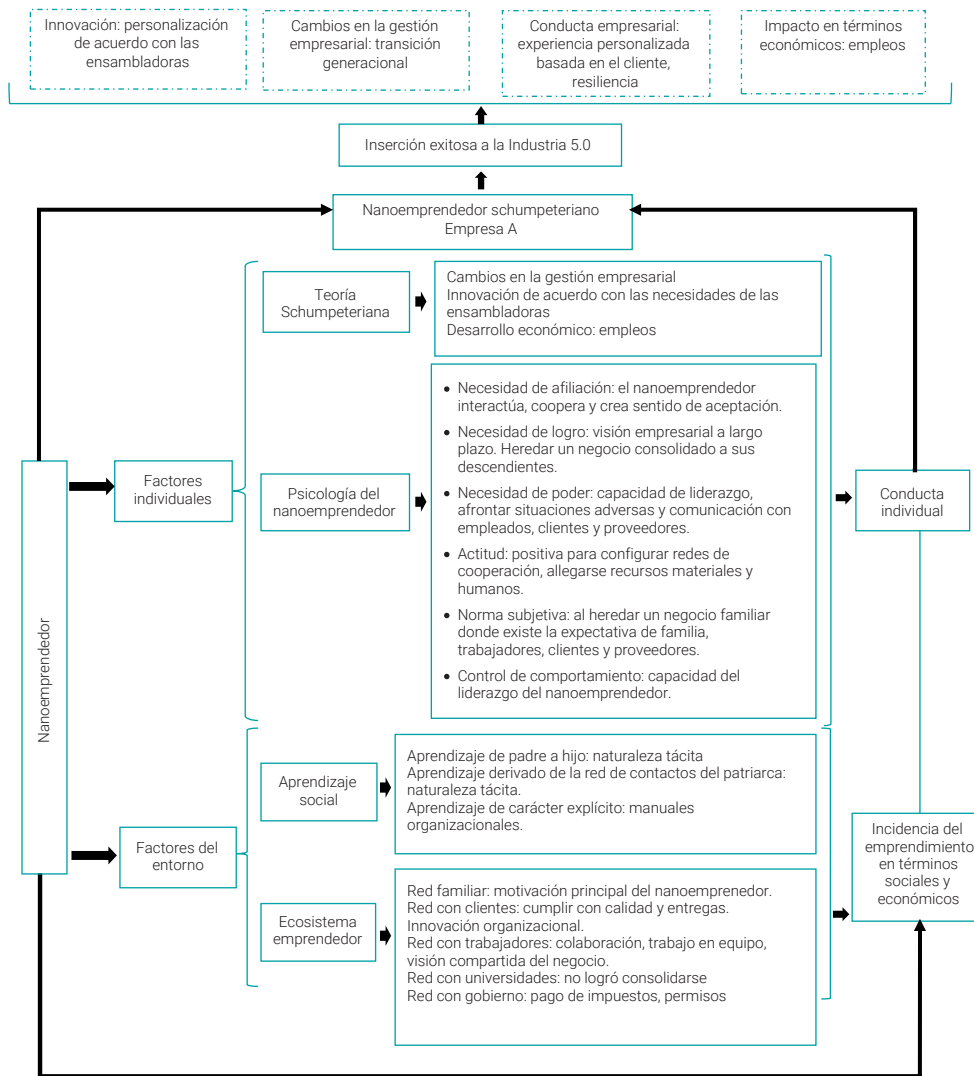 Innovación: personalización
de acuerdo con las
ensambladoras
Cambios en la gestión
empresarial: transición
generacional
Conducta empresarial:
experiencia personalizada
basada en el cliente,
resiliencia
Impacto en términos
económicos: empleos
Inserción exitosa a la Industria 5.0
Nanoemprendedor schumpeteriano
Empresa A
Teoría
Schumpeteriana
Cambios en la gestión empresarial
Innovación de acuerdo con las necesidades de las
ensambladoras
Desarrollo económico: empleos
Nanoemprendedor
Factores
individuales
Psicología del
nanoemprendedor
• Necesidad de afiliación: el nanoemprendedor
interactúa, coopera y crea sentido de aceptación.
• Necesidad de logro: visión empresarial a largo
plazo. Heredar un negocio consolidado a sus
descendientes.
• Necesidad de poder: capacidad de liderazgo,
afrontar situaciones adversas y comunicación con
empleados, clientes y proveedores.
• Actitud: positiva para configurar redes de
cooperación, allegarse recursos materiales y
humanos.
• Norma subjetiva: al heredar un negocio familiar
donde existe la expectativa de familia,
trabajadores, clientes y proveedores.
• Control de comportamiento: capacidad del
liderazgo del nanoemprendedor.
Conducta
individual
Factores del
entorno
Aprendizaje
social
Aprendizaje de padre a hijo: naturaleza tácita
Aprendizaje derivado de la red de contactos del patriarca:
naturaleza tácita.
Aprendizaje de carácter explícito: manuales
organizacionales.
Ecosistema
emprendedor
Red familiar: motivación principal del nanoemprenedor.
Red con clientes: cumplir con calidad y entregas.
Innovación organizacional.
Red con trabajadores: colaboración, trabajo en equipo,
visión compartida del negocio.
Red con universidades: no logró consolidarse
Red con gobierno: pago de impuestos, permisos
Incidencia del
emprendimiento
en términos
sociales y
económicos